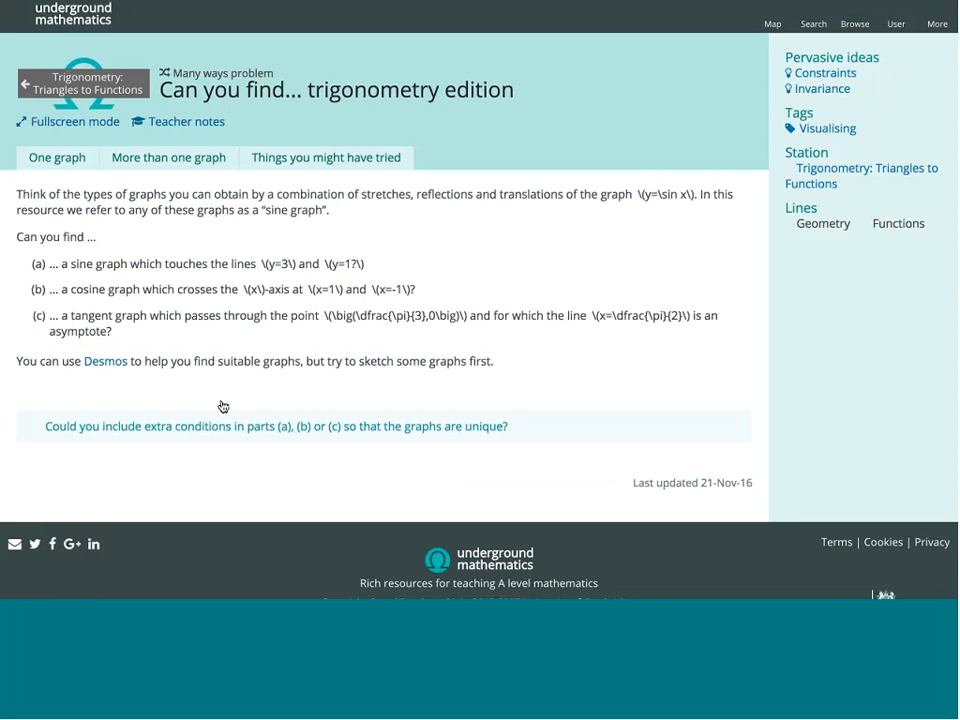 underground
mathematics
Map Search Browse User More
Trigonometry:
Triangles to Functions
Many ways problem
Can you find... trigonometry edition
Fullscreen mode Teacher notes
One graph More than one graph Things you might have tried
Think of the types of graphs you can obtain by a combination of stretches, reflections and translations of the graph \(y=\sin x\). In this
resource we refer to any of these graphs as a “sine graph”.
Can you find ...
(a) ... a sine graph which touches the lines \(y=3\) and \(y=1?\)
(b) ... a cosine graph which crosses the \(x\)-axis at \(x=1\) and \(x=-1\)?
(c) ... a tangent graph which passes through the point \(\big(\dfrac{\pi}{3},0\big)\) and for which the line \(x=\dfrac{\pi}{2}\) is an
asymptote?
You can use Desmos to help you find suitable graphs, but try to sketch some graphs first.
Could you include extra conditions in parts (a), (b) or (c) so that the graphs are unique?
Last updated 21-Nov-16
Pervasive ideas
Constraints
Invariance
Tags
Visualising
Station
Trigonometry: Triangles to
Functions
Lines
Geometry Functions
Terms | Cookies | Privacy
underground
mathematics
Rich resources for teaching A level mathematics